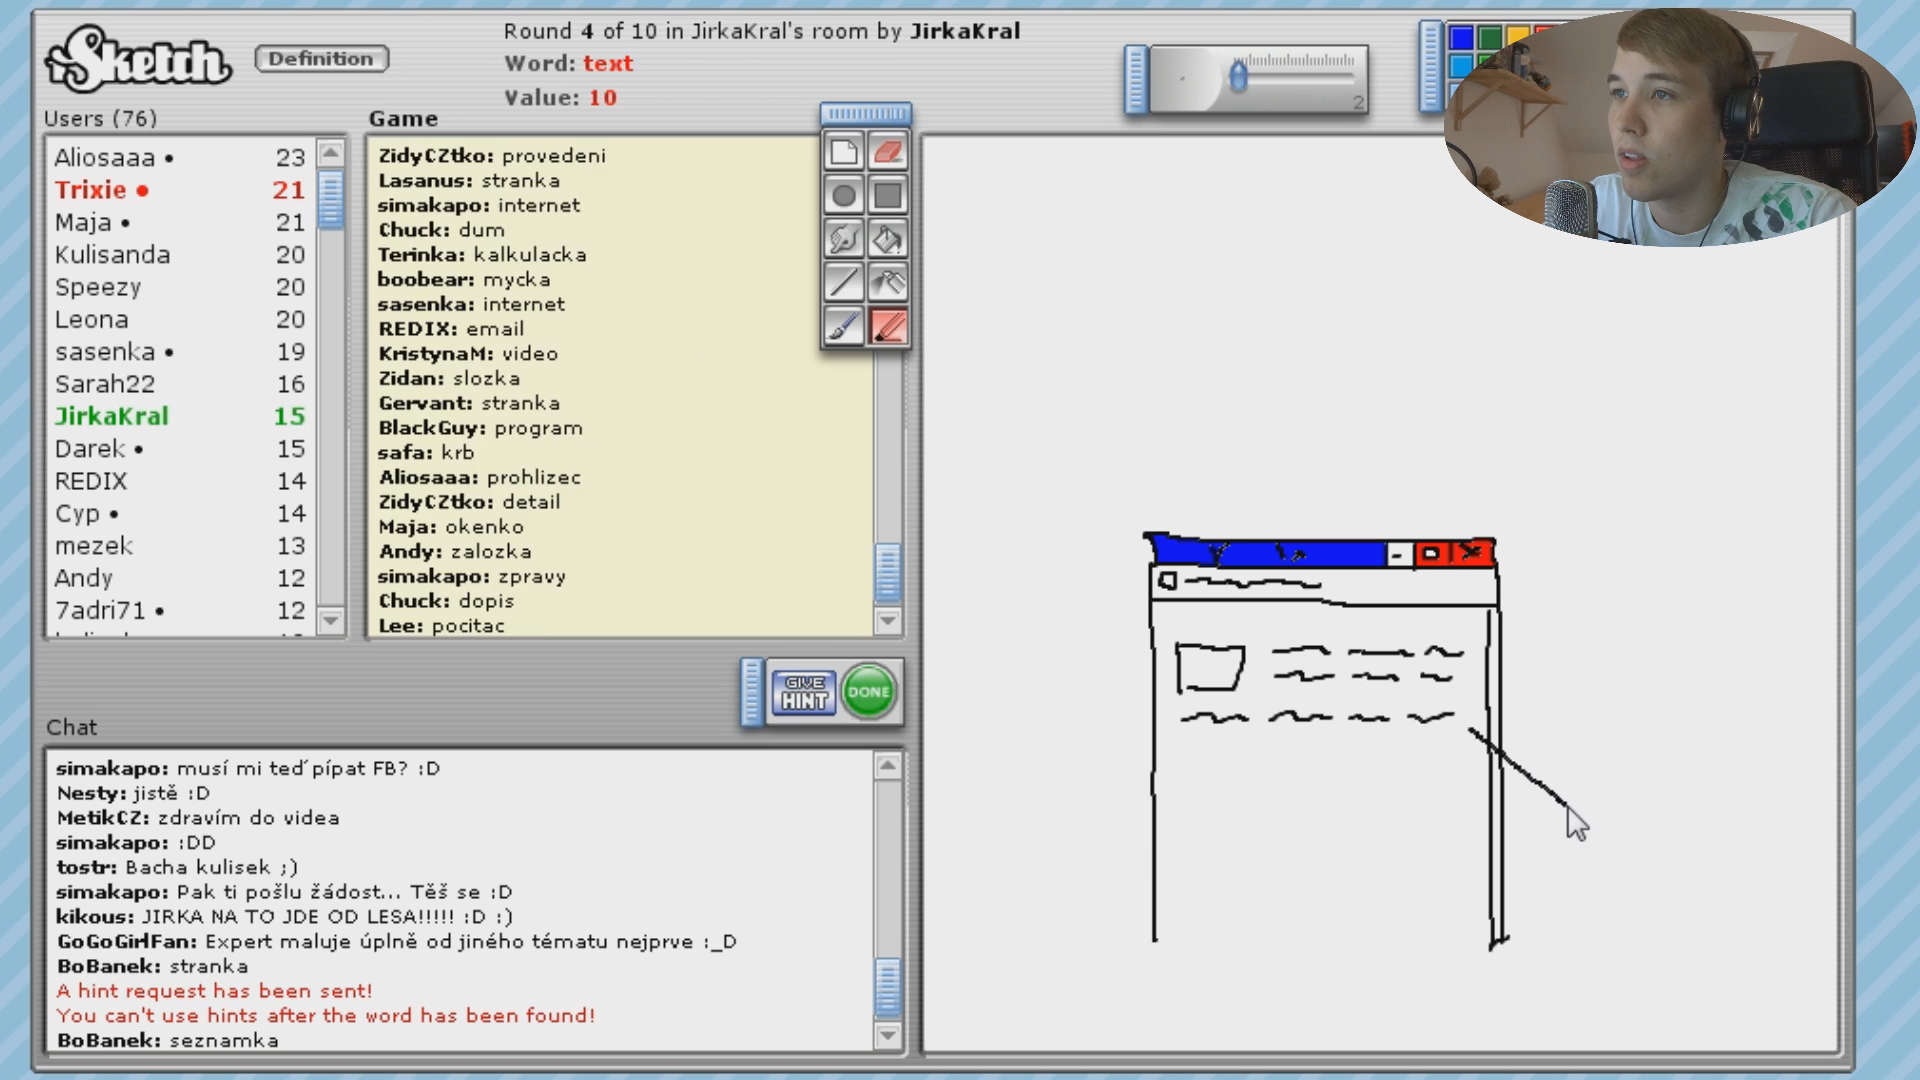 iSketch
Definition
Round 4 of 10 in JirkaKral's room by JirkaKral
Word: text
Value: 10
2
Users (76)
Aliosaaa • 23
Trixie • 21
Maja • 21
Kulisanda 20
Speezy 20
Leona 20
sasenka • 19
Sarah22 16
JirkaKral 15
Darek • 15
REDIX 14
Cyp • 14
mezek 13
Andy 12
7adri71 • 12
Game
ZidyCZtko: provedeni
Lasanus: stranka
simakapo: internet
Chuck: dum
Terinka: kalkulacka
boobear: mycka
sasenka: internet
REDIX: email
KristynaM: video
Zidan: slozka
Gervant: stranka
BlackGuy: program
safa: krb
Aliosaaa: prohlizec
ZidyCZtko: detail
Maja: okenko
Andy: zalozka
simakapo: zpravy
Chuck: dopis
Lee: pocitac
GIVE
HINT
DONE
Chat
simakapo: musí mi teď pípat FB? :D
Nesty: jistě :D
MetikCZ: zdravím do videa
simakapo: :DD
tostr: Bacha kulisek ;)
simakapo: Pak ti pošlu žádost... Těš se :D
kikous: JIRKA NA TO JDE OD LESA!!!!! :D :)
GoGoGirlFan: Expert maluje úplně od jiného tématu nejprve :_D
BoBanek: stranka
A hint request has been sent!
You can't use hints after the word has been found!
BoBanek: seznamka